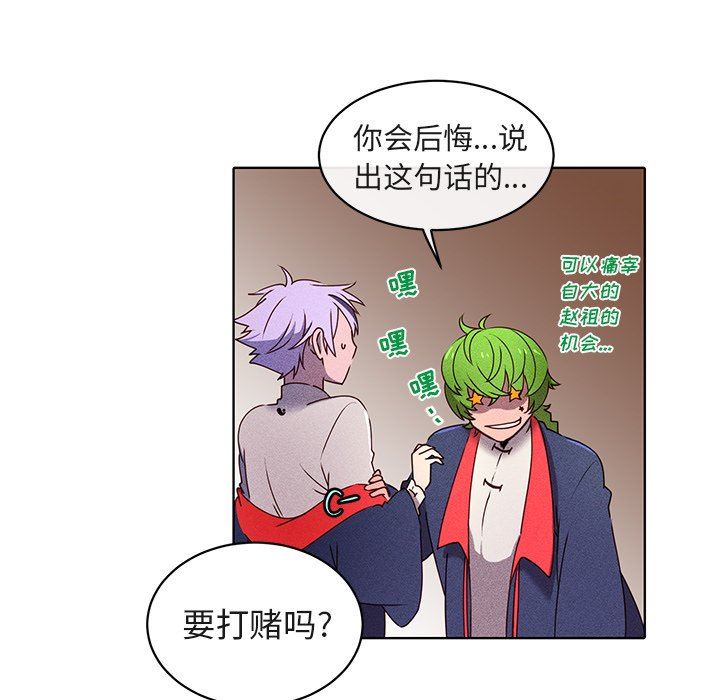 你会后悔...说
出这句话的...
可以痛宰
自大的
赵祖的
机会...
嘿
嘿
嘿
要打赌吗?